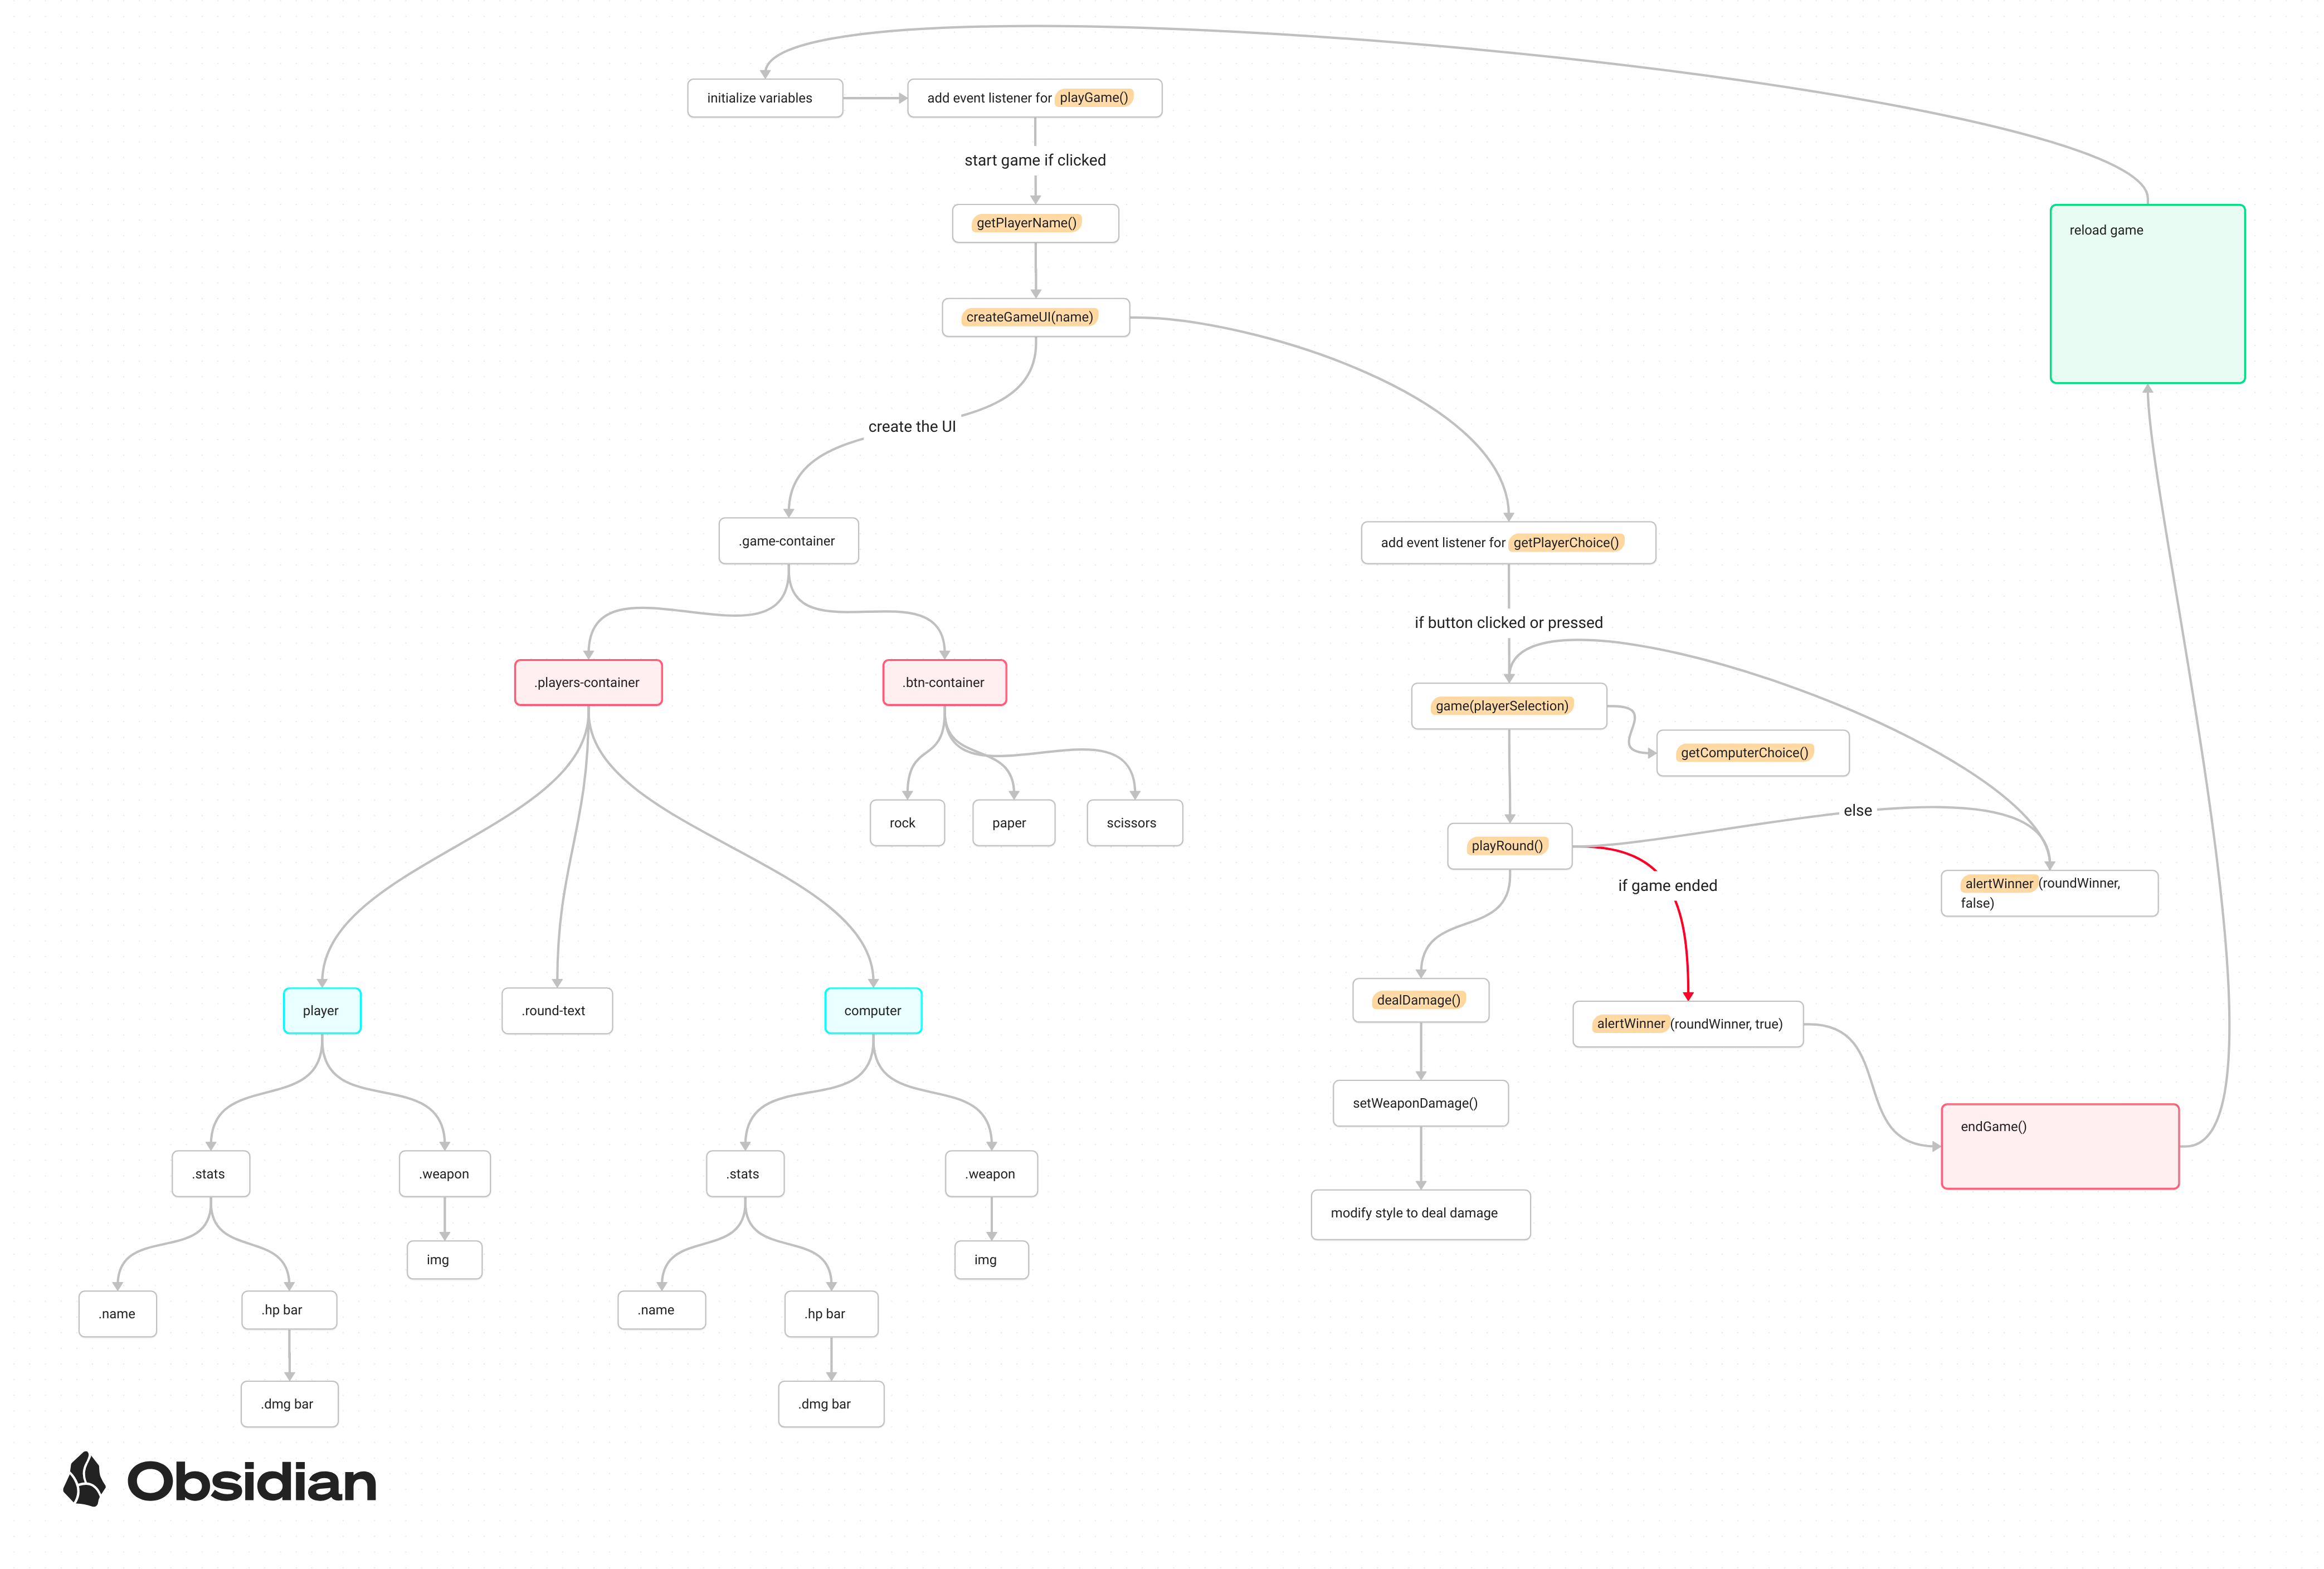 initialize variables
add event listener for playGame()
start game if clicked
getPlayerName()
reload game
createGameUI(name)
create the UI
.game-container
add event listener for getPlayerChoice()
if button clicked or pressed
.players-container
.btn-container
game(playerSelection)
getComputerChoice()
rock
paper
scissors
else
playRound()
if game ended
alertWinner (roundWinner,
false)
player
.round-text
computer
dealDamage()
alertWinner (roundWinner, true)
setWeaponDamage()
endGame()
.stats
.weapon
.stats
.weapon
modify style to deal damage
img
img
.name
.hp bar
.name
.hp bar
.dmg bar
.dmg bar
Obsidian